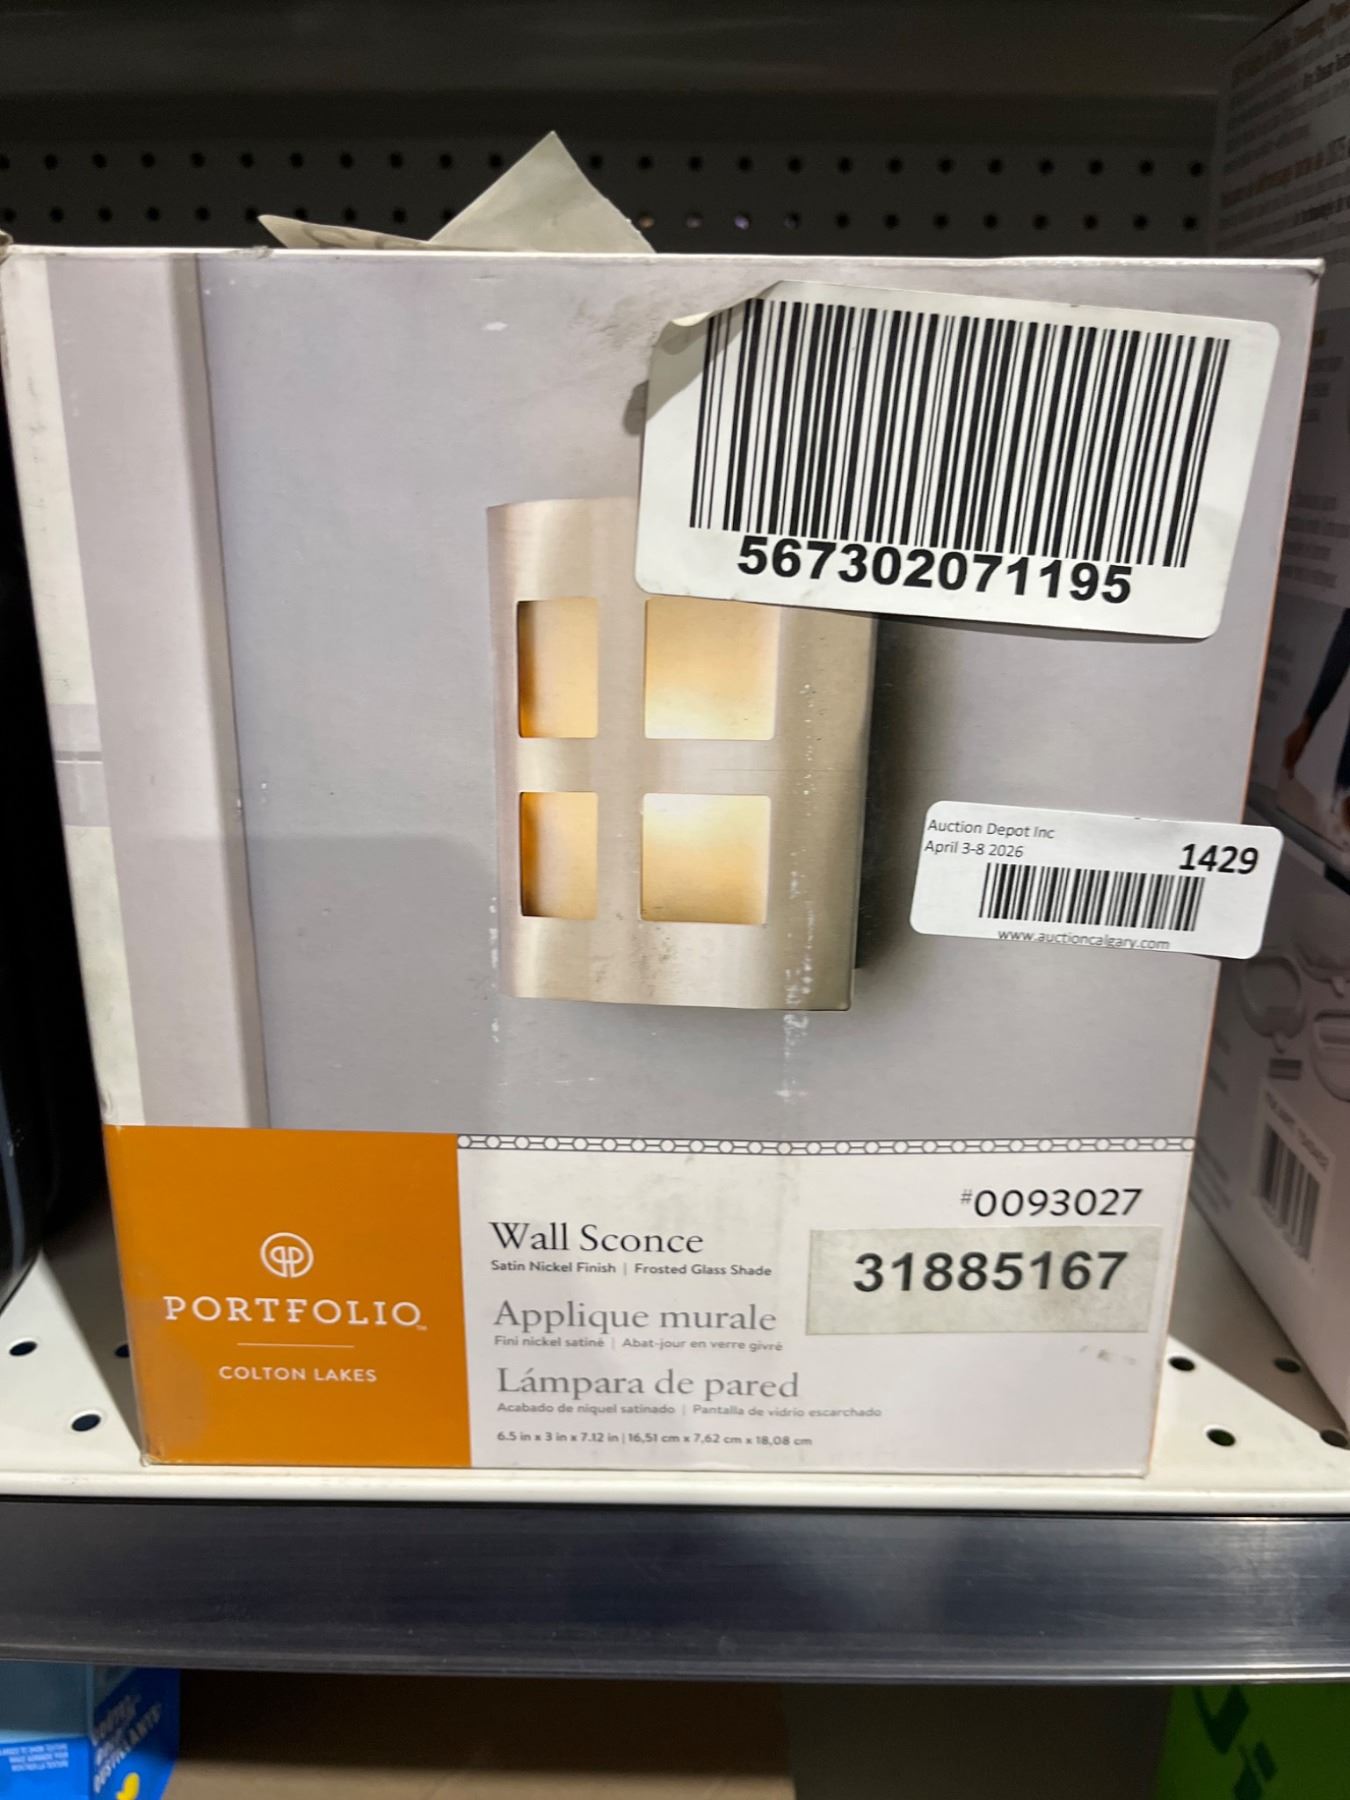 567302071195
Auction Depot Inc
April 3-8 2026
1429
www.auctioncalgary.com
#0093027
31885167
Wall Sconce
Satin Nickel Finish | Frosted Glass Shade
Applique murale
Fini nickel satiné | Abat-jour en verre givré
Lámpara de pared
Acabado de níquel satinado | Pantalla de vidrio escarchado
6.5 in x 3 in x 7.12 in | 16,51 cm x 7,62 cm x 18,08 cm
PORTFOLIO™
COLTON LAKES